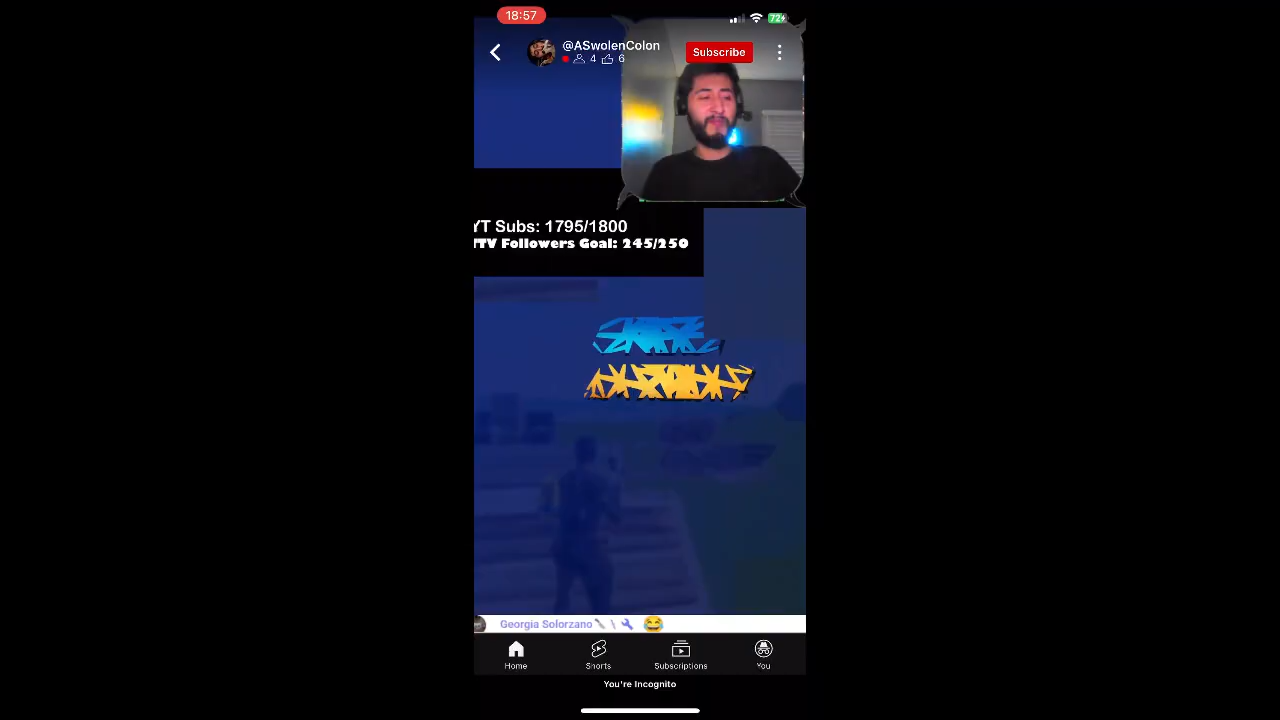 18:57
72
@ASwolenColon
4 6
Subscribe
YT Subs: 1795/1800
TTV Followers Goal: 245/250
Georgia Solorzano
Home
Shorts
Subscriptions
You
You're Incognito